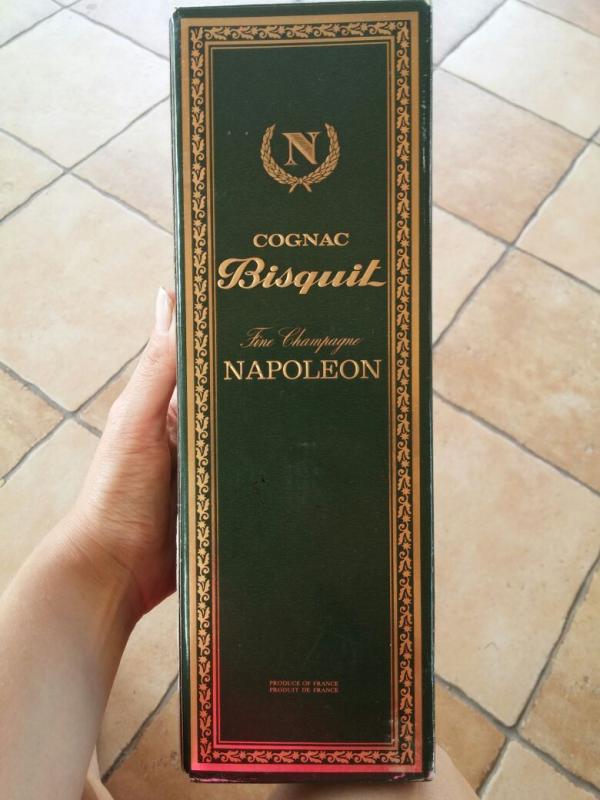 N
COGNAC
Bisquit
Fine Champagne
NAPOLEON
PRODUCE OF FRANCE
PRODUIT DE FRANCE